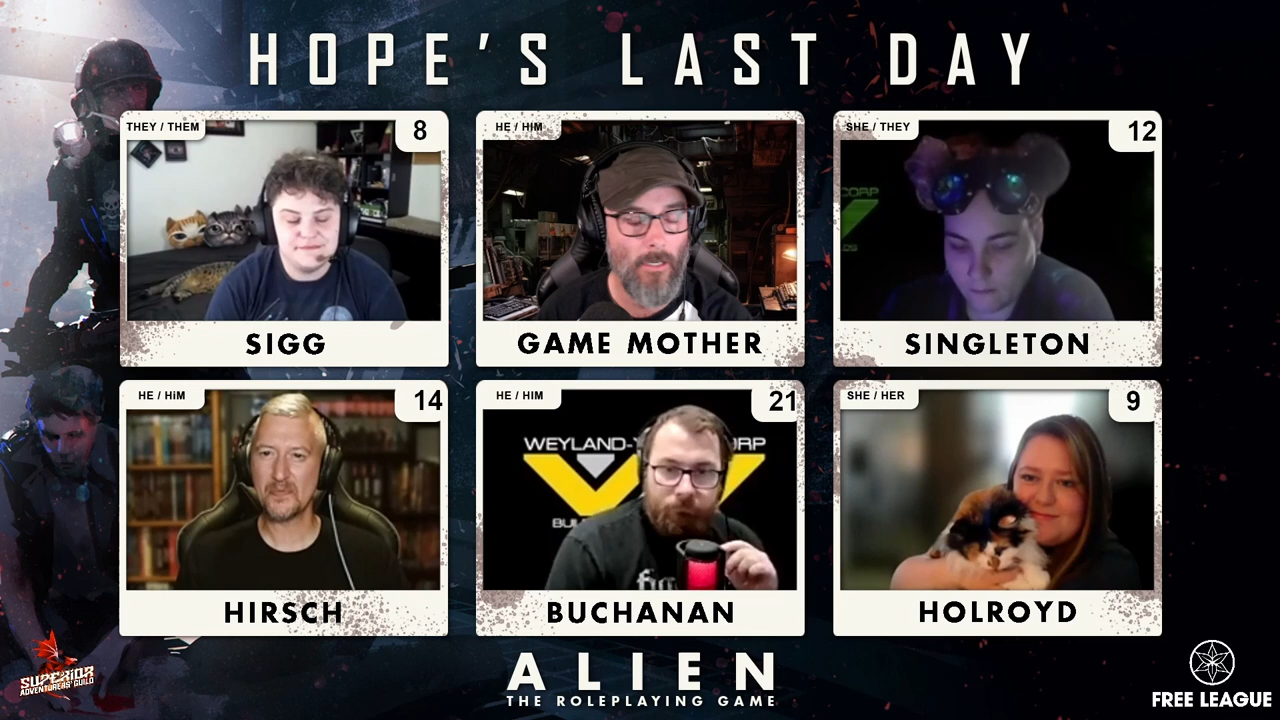 HOPE'S LAST DAY
THEY / THEM
8
HE / HIM
12
SHE / THEY
CORP
SIGG
GAME MOTHER
SINGLETON
HE / HiM
14
HE / HIM
21
SHE / HER
9
WEYLAND-Y
ORP
BUIL
HIRSCH
BUCHANAN
HOLROYD
ALIEN
THE ROLEPLAYING GAME
SUPERIOR
ADVENTURERS' GUILD
FREE LEAGUE